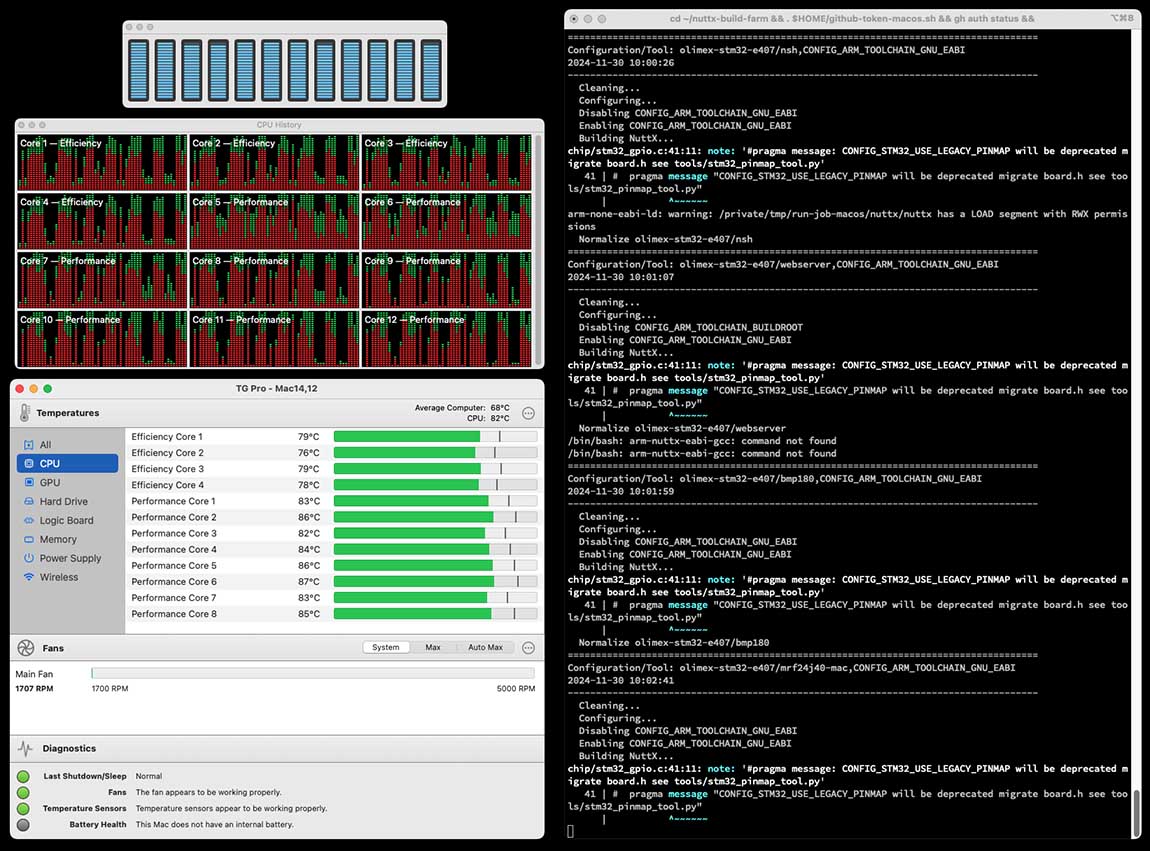 CPU History
Core 1 — Efficiency
Core 2 — Efficiency
Core 3 — Efficiency
Core 4 — Efficiency
Core 5 — Performance
Core 6 — Performance
Core 7 — Performance
Core 8 — Performance
Core 9 — Performance
Core 10 — Performance
Core 11 — Performance
Core 12 — Performance
TG Pro - Mac14,12
Temperatures
Average Computer: 68°C
CPU: 82°C
All
CPU
GPU
Hard Drive
Logic Board
Memory
Power Supply
Wireless
Efficiency Core 1 79°C
Efficiency Core 2 76°C
Efficiency Core 3 79°C
Efficiency Core 4 78°C
Performance Core 1 83°C
Performance Core 2 86°C
Performance Core 3 82°C
Performance Core 4 84°C
Performance Core 5 86°C
Performance Core 6 87°C
Performance Core 7 83°C
Performance Core 8 85°C
Fans
System Max Auto Max
Main Fan
1707 RPM 1700 RPM 5000 RPM
Diagnostics
Last Shutdown/Sleep Normal
Fans The fan appears to be working properly.
Temperature Sensors Temperature sensors appear to be working properly.
Battery Health This Mac does not have an internal battery.
cd ~/nuttx-build-farm && . $HOME/github-token-macos.sh && gh auth status && ⌥⌘8
================================================================================
Configuration/Tool: olimex-stm32-e407/nsh,CONFIG_ARM_TOOLCHAIN_GNU_EABI
2024-11-30 10:00:26
--------------------------------------------------------------------------------
Cleaning...
Configuring...
Disabling CONFIG_ARM_TOOLCHAIN_GNU_EABI
Enabling CONFIG_ARM_TOOLCHAIN_GNU_EABI
Building NuttX...
chip/stm32_gpio.c:41:11: note: '#pragma message: CONFIG_STM32_USE_LEGACY_PINMAP will be deprecated m
igrate board.h see tools/stm32_pinmap_tool.py'
41 | # pragma message "CONFIG_STM32_USE_LEGACY_PINMAP will be deprecated migrate board.h see too
ls/stm32_pinmap_tool.py"
| ^~~~~~~
arm-none-eabi-ld: warning: /private/tmp/run-job-macos/nuttx/nuttx has a LOAD segment with RWX permis
sions
Normalize olimex-stm32-e407/nsh
================================================================================
Configuration/Tool: olimex-stm32-e407/webserver,CONFIG_ARM_TOOLCHAIN_GNU_EABI
2024-11-30 10:01:07
--------------------------------------------------------------------------------
Cleaning...
Configuring...
Disabling CONFIG_ARM_TOOLCHAIN_BUILDROOT
Enabling CONFIG_ARM_TOOLCHAIN_GNU_EABI
Building NuttX...
chip/stm32_gpio.c:41:11: note: '#pragma message: CONFIG_STM32_USE_LEGACY_PINMAP will be deprecated m
igrate board.h see tools/stm32_pinmap_tool.py'
41 | # pragma message "CONFIG_STM32_USE_LEGACY_PINMAP will be deprecated migrate board.h see too
ls/stm32_pinmap_tool.py"
| ^~~~~~~
Normalize olimex-stm32-e407/webserver
/bin/bash: arm-nuttx-eabi-gcc: command not found
/bin/bash: arm-nuttx-eabi-gcc: command not found
================================================================================
Configuration/Tool: olimex-stm32-e407/bmp180,CONFIG_ARM_TOOLCHAIN_GNU_EABI
2024-11-30 10:01:59
--------------------------------------------------------------------------------
Cleaning...
Configuring...
Disabling CONFIG_ARM_TOOLCHAIN_GNU_EABI
Enabling CONFIG_ARM_TOOLCHAIN_GNU_EABI
Building NuttX...
chip/stm32_gpio.c:41:11: note: '#pragma message: CONFIG_STM32_USE_LEGACY_PINMAP will be deprecated m
igrate board.h see tools/stm32_pinmap_tool.py'
41 | # pragma message "CONFIG_STM32_USE_LEGACY_PINMAP will be deprecated migrate board.h see too
ls/stm32_pinmap_tool.py"
| ^~~~~~~
Normalize olimex-stm32-e407/bmp180
================================================================================
Configuration/Tool: olimex-stm32-e407/mrf24j40-mac,CONFIG_ARM_TOOLCHAIN_GNU_EABI
2024-11-30 10:02:41
--------------------------------------------------------------------------------
Cleaning...
Configuring...
Disabling CONFIG_ARM_TOOLCHAIN_GNU_EABI
Enabling CONFIG_ARM_TOOLCHAIN_GNU_EABI
Building NuttX...
chip/stm32_gpio.c:41:11: note: '#pragma message: CONFIG_STM32_USE_LEGACY_PINMAP will be deprecated m
igrate board.h see tools/stm32_pinmap_tool.py'
41 | # pragma message "CONFIG_STM32_USE_LEGACY_PINMAP will be deprecated migrate board.h see too
ls/stm32_pinmap_tool.py"
| ^~~~~~~